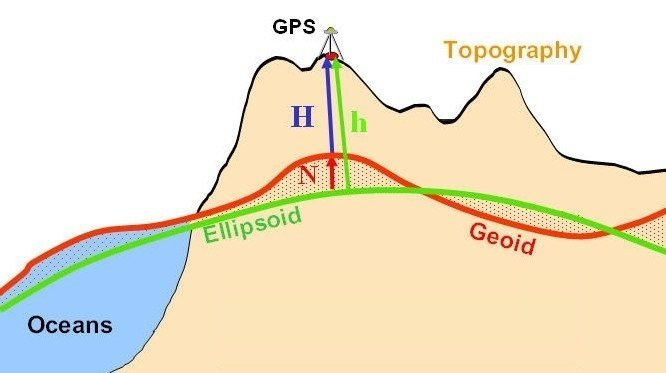 GPS
Topography
H
h
N
Ellipsoid
Geoid
Oceans